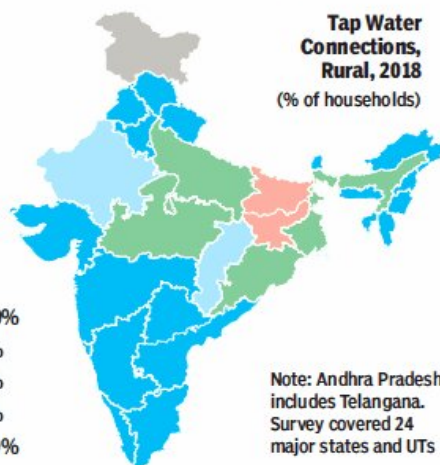 Tap Water
Connections,
Rural, 2018
(% of households)
Note: Andhra Pradesh
includes Telangana.
Survey covered 24
major states and UTs